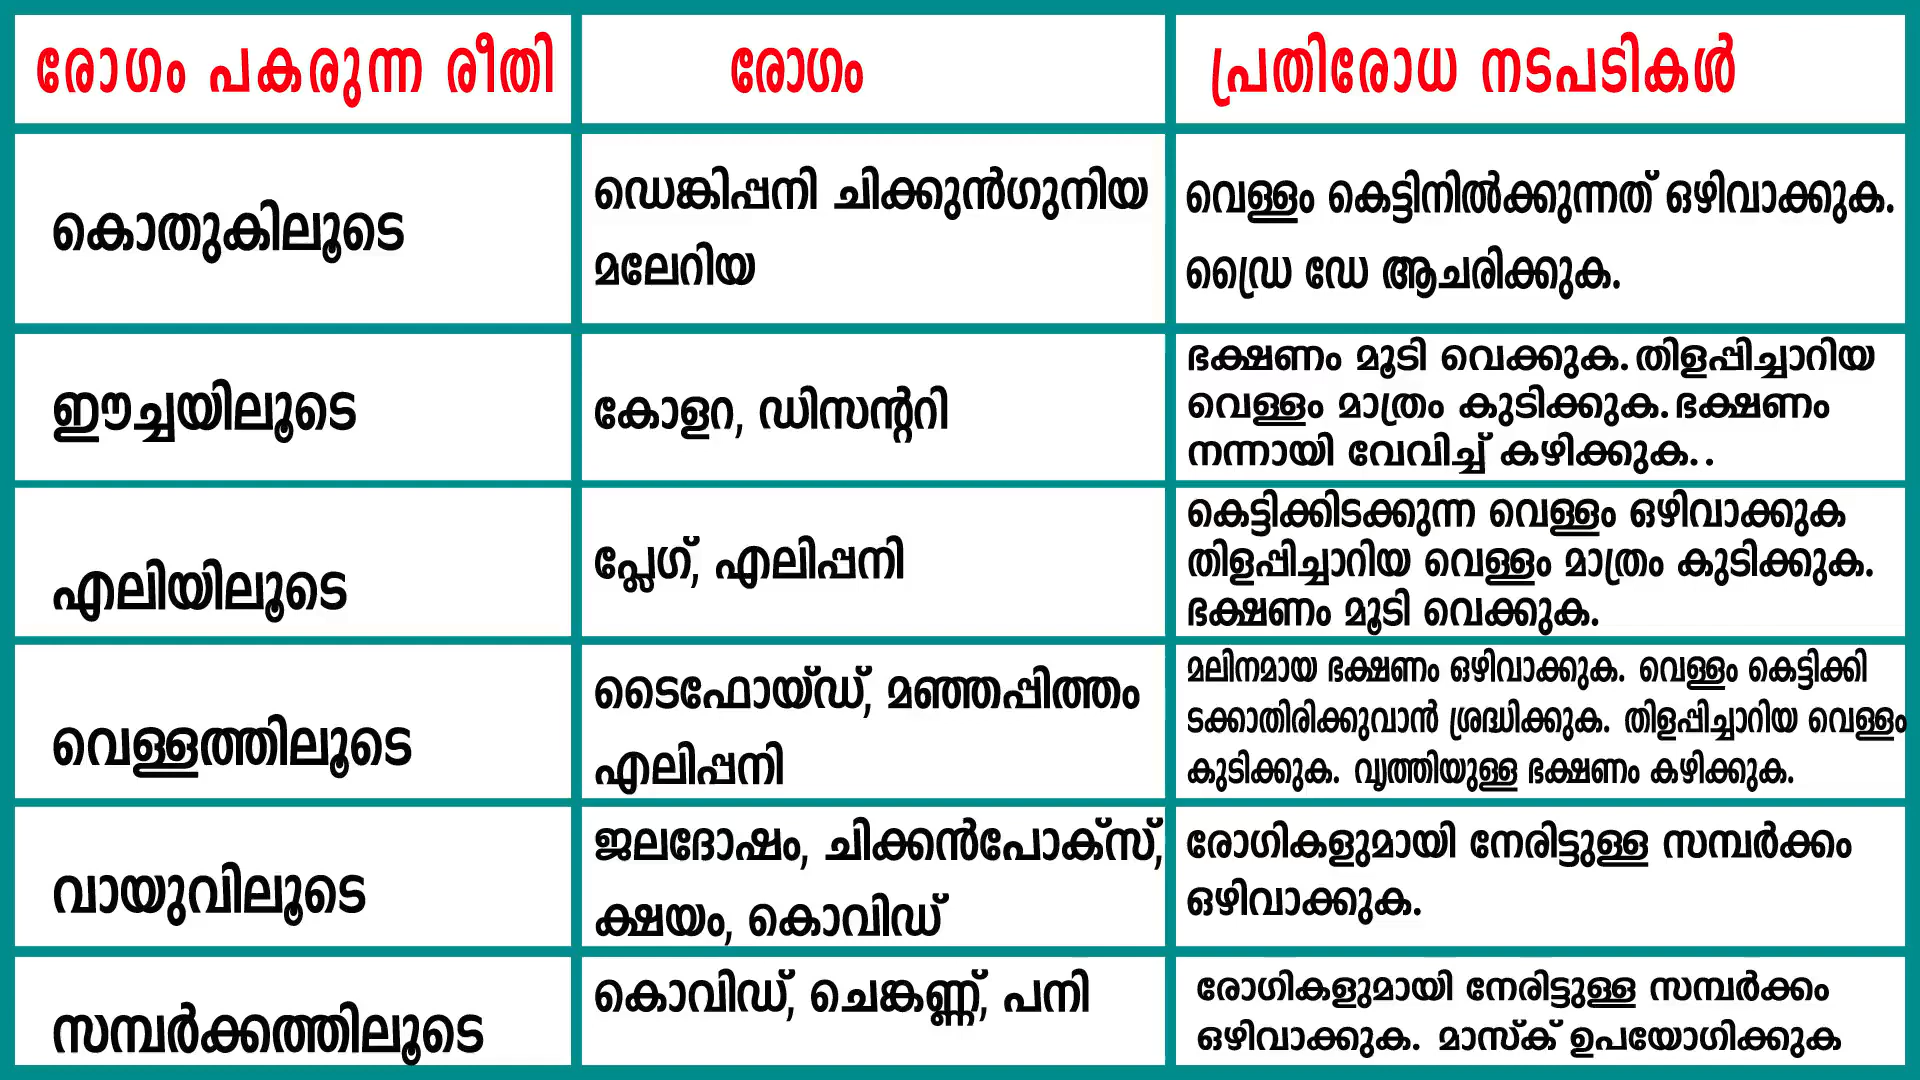 രോഗം പകരുന്ന രീതി
രോഗം
പ്രതിരോധ നടപടികൾ
കൊതുകിലൂടെ
ഡെങ്കിപ്പനി ചിക്കുൻഗുനിയ
മലേറിയ
വെള്ളം കെട്ടിനിൽക്കുന്നത് ഒഴിവാക്കുക.
ഡ്രൈ ഡേ ആചരിക്കുക.
ഈച്ചയിലൂടെ
കോളറ, ഡിസന്ററി
ഭക്ഷണം മൂടി വെക്കുക. തിളപ്പിച്ചാറിയ
വെള്ളം മാത്രം കുടിക്കുക. ഭക്ഷണം
നന്നായി വേവിച്ച് കഴിക്കുക..
എലിയിലൂടെ
പ്ലേഗ്, എലിപ്പനി
കെട്ടിക്കിടക്കുന്ന വെള്ളം ഒഴിവാക്കുക
തിളപ്പിച്ചാറിയ വെള്ളം മാത്രം കുടിക്കുക.
ഭക്ഷണം മൂടി വെക്കുക.
വെള്ളത്തിലൂടെ
ടൈഫോയ്ഡ്, മഞ്ഞപ്പിത്തം
എലിപ്പനി
മലിനമായ ഭക്ഷണം ഒഴിവാക്കുക. വെള്ളം കെട്ടിക്കി
ടക്കാതിരിക്കുവാൻ ശ്രദ്ധിക്കുക. തിളപ്പിച്ചാറിയ വെള്ളം
കുടിക്കുക. വൃത്തിയുള്ള ഭക്ഷണം കഴിക്കുക.
വായുവിലൂടെ
ജലദോഷം, ചിക്കൻപോക്സ്,
ക്ഷയം, കൊവിഡ്
രോഗികളുമായി നേരിട്ടുള്ള സമ്പർക്കം
ഒഴിവാക്കുക.
സമ്പർക്കത്തിലൂടെ
കൊവിഡ്, ചെങ്കണ്ണ്, പനി
രോഗികളുമായി നേരിട്ടുള്ള സമ്പർക്കം
ഒഴിവാക്കുക. മാസ്ക് ഉപയോഗിക്കുക